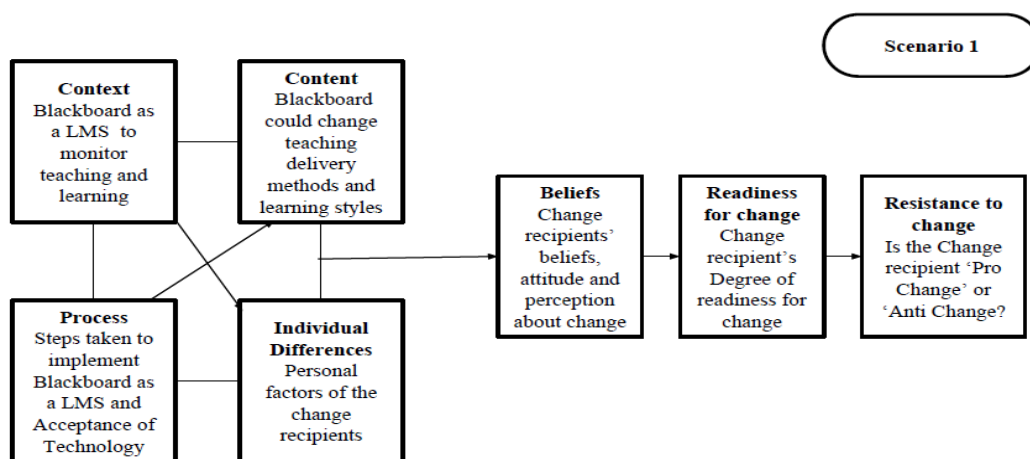 Scenario 1
Context
Blackboard as
a LMS to
monitor
teaching and
learning
Content
Blackboard
could change
teaching
delivery
methods and
learning styles
Process
Steps taken to
implement
Blackboard as
a LMS and
Acceptance of
Technology
Individual
Differences
Personal
factors of the
change
recipients
Beliefs
Change
recipients'
beliefs,
attitude and
perception
about change
Readiness
for change
Change
recipient's
Degree of
readiness for
change
Resistance to
change
Is the Change
recipient 'Pro
Change' or
'Anti Change?